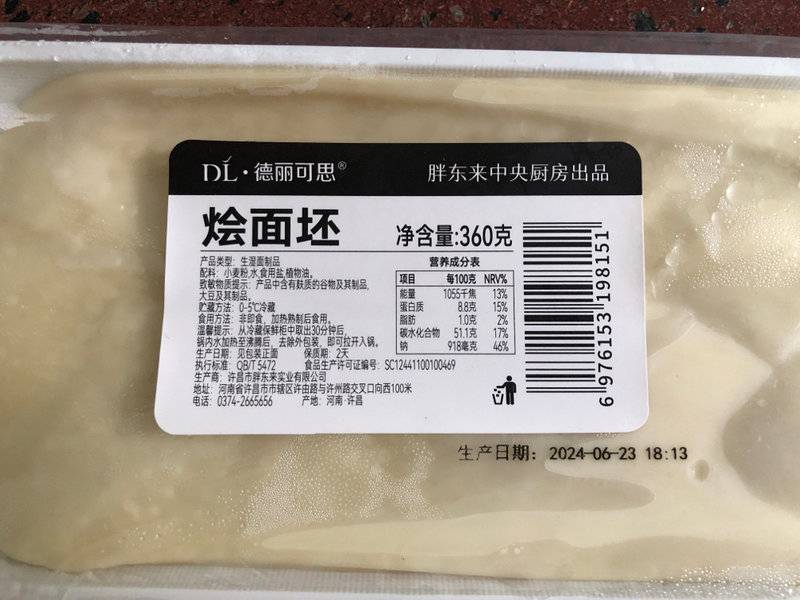 DL·德丽可思® 胖东来中央厨房出品
烩面坯 净含量:360克
产品类型: 生湿面制品
配料: 小麦粉,水,食用盐,植物油。
致敏物质提示: 产品中含有麸质的谷物及其制品,
大豆及其制品。
贮藏方法: 0-5℃冷藏
食用方法: 非即食, 加热熟制后食用。
温馨提示: 从冷藏保鲜柜中取出30分钟后,
锅内水加热至沸腾后, 去除外包装, 即可拉开入锅。
生产日期: 见包装正面 保质期: 2天
执行标准: QB/T 5472 食品生产许可证编号: SC12441100100469
生产商: 许昌市胖东来实业有限公司
地址: 河南省许昌市市辖区许由路与许州路交叉口向西100米
电话: 0374-2665656 产地: 河南·许昌
营养成分表
项目 每100克 NRV%
能量 1055千焦 13%
蛋白质 8.8克 15%
脂肪 1.0克 2%
碳水化合物 51.1克 17%
钠 918毫克 46%
6 976153 198151
生产日期: 2024-06-23 18:13